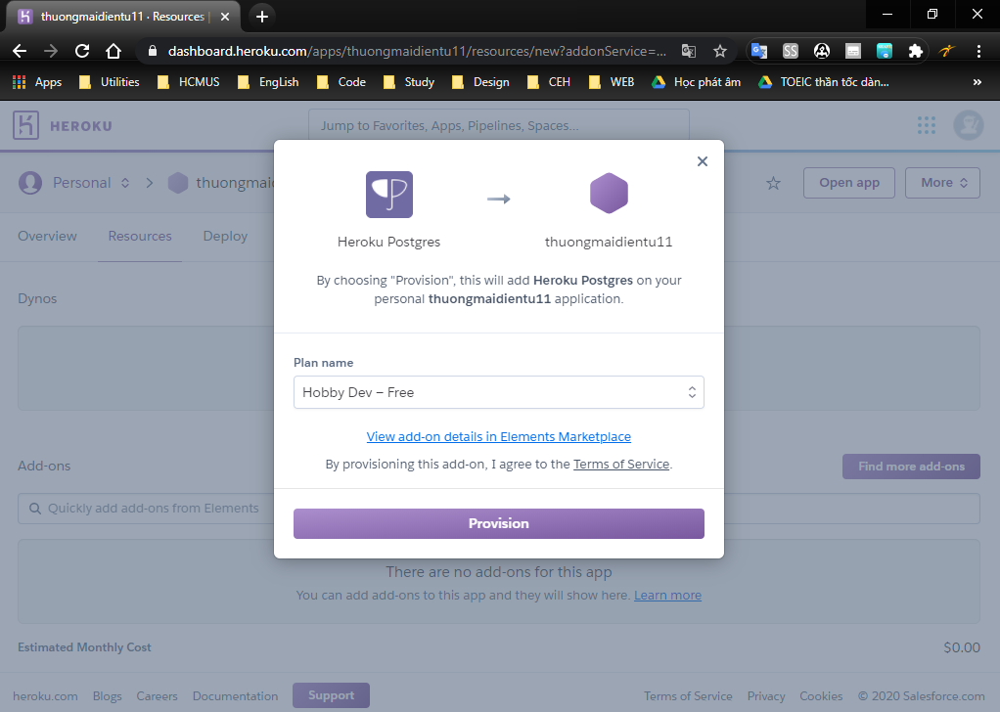 thuongmaidientu11 · Resources |
dashboard.heroku.com/apps/thuongmaidientu11/resources/new?addonService=...
Apps Utilities HCMUS EngLish Code Study Design CEH WEB Học phát âm TOEIC thần tốc dàn... »
HEROKU
Jump to Favorites, Apps, Pipelines, Spaces...
Personal
thuongmaid
Open app
More
Overview
Resources
Deploy
Heroku Postgres
thuongmaidientu11
By choosing "Provision", this will add Heroku Postgres on your
personal thuongmaidientu11 application.
Dynos
Plan name
Hobby Dev – Free
View add-on details in Elements Marketplace
By provisioning this add-on, I agree to the Terms of Service.
Add-ons
Find more add-ons
Quickly add add-ons from Elements
Provision
There are no add-ons for this app
You can add add-ons to this app and they will show here. Learn more
Estimated Monthly Cost
$0.00
heroku.com Blogs Careers Documentation Support Terms of Service Privacy Cookies © 2020 Salesforce.com